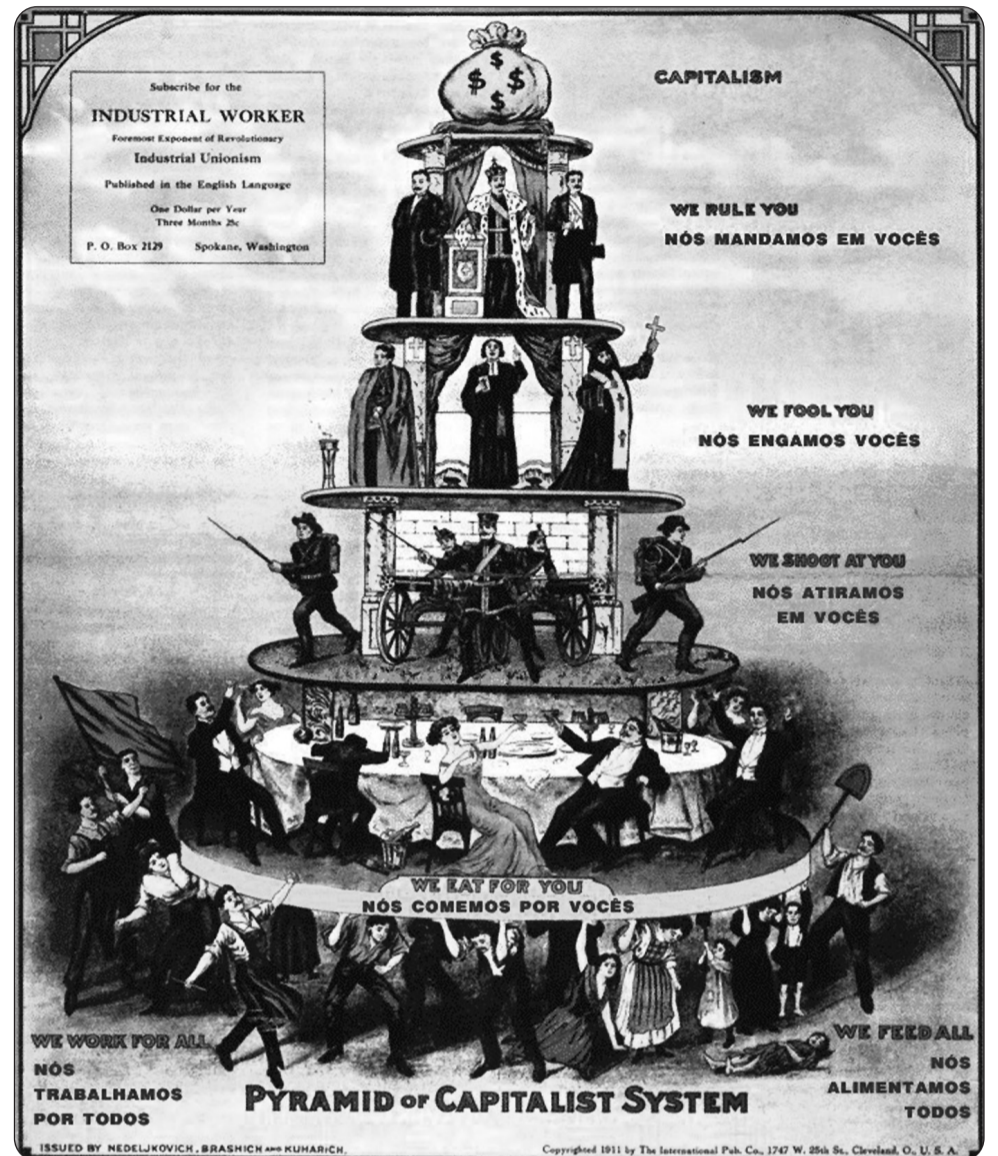 Subscribe for the
INDUSTRIAL WORKER
Foremost Exponent of Revolutionary
Industrial Unionism
Published in the English Language
One Dollar per Year
Three Months 25c
P. O. Box 2129 Spokane, Washington
$
$ $
$
CAPITALISM
WE RULE YOU
NÓS MANDAMOS EM VOCÊS
WE FOOL YOU
NÓS ENGAMOS VOCÊS
WE SHOOT AT YOU
NÓS ATIRAMOS
EM VOCÊS
WE EAT FOR YOU
NÓS COMEMOS POR VOCÊS
WE WORK FOR ALL
NÓS
TRABALHAMOS
POR TODOS
WE FEED ALL
NÓS
ALIMENTAMOS
TODOS
PYRAMID OF CAPITALIST SYSTEM
ISSUED BY NEDELJKOVICH, BRASHICH AND KUHARICH.
Copyrighted 1911 by The International Pub. Co., 1747 W. 25th St., Cleveland, O., U. S. A.